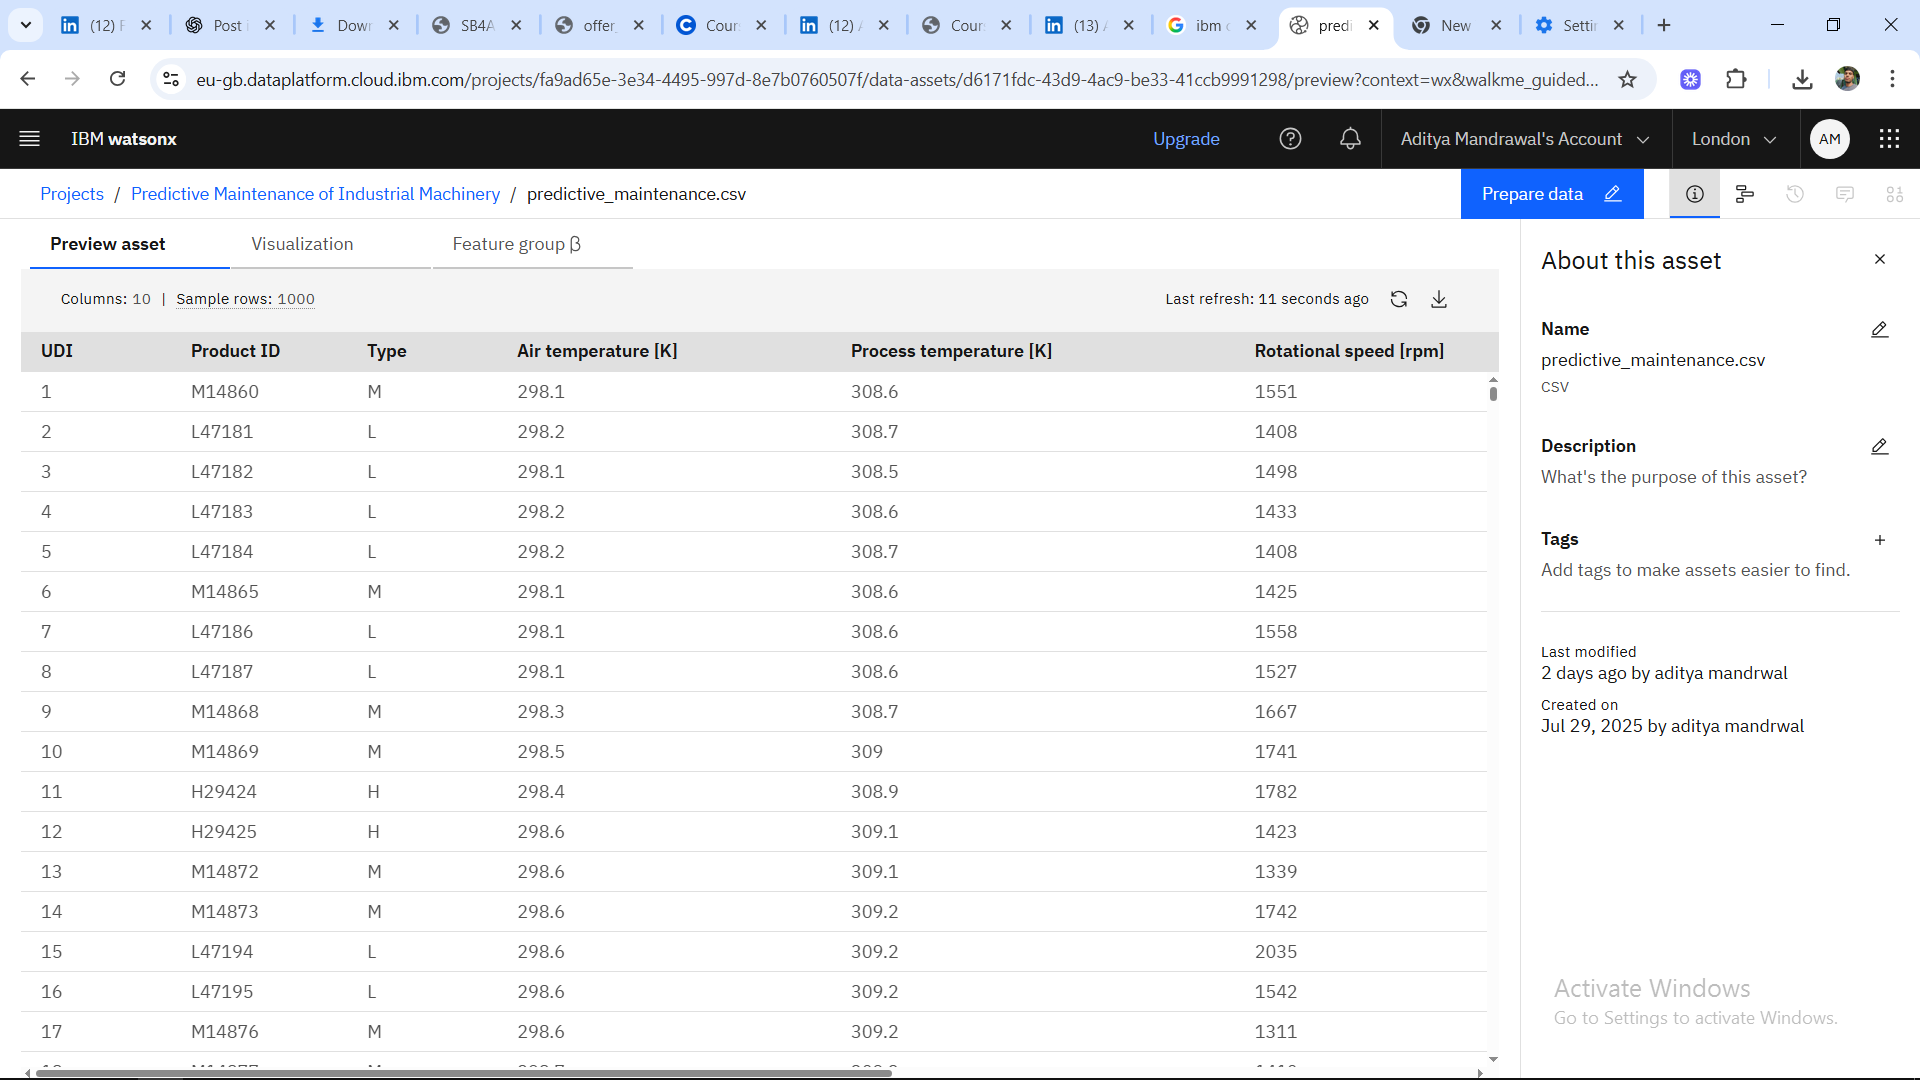 (12) F
Post i
Down
SB4A
offer_
Cours
(12) A
Cour
(13) A
ibm c
predi
New
Settin
eu-gb.dataplatform.cloud.ibm.com/projects/fa9ad65e-3e34-4495-997d-8e7b0760507f/data-assets/d6171fdc-43d9-4ac9-be33-41ccb9991298/preview?context=wx&walkme_guided...
IBM watsonx
Upgrade
Aditya Mandrawal's Account
London
AM
Projects / Predictive Maintenance of Industrial Machinery / predictive_maintenance.csv
Prepare data
Preview asset
Visualization
Feature group β
Columns: 10 | Sample rows: 1000
Last refresh: 11 seconds ago
UDI Product ID Type Air temperature [K] Process temperature [K] Rotational speed [rpm]
1 M14860 M 298.1 308.6 1551
2 L47181 L 298.2 308.7 1408
3 L47182 L 298.1 308.5 1498
4 L47183 L 298.2 308.6 1433
5 L47184 L 298.2 308.7 1408
6 M14865 M 298.1 308.6 1425
7 L47186 L 298.1 308.6 1558
8 L47187 L 298.1 308.6 1527
9 M14868 M 298.3 308.7 1667
10 M14869 M 298.5 309 1741
11 H29424 H 298.4 308.9 1782
12 H29425 H 298.6 309.1 1423
13 M14872 M 298.6 309.1 1339
14 M14873 M 298.6 309.2 1742
15 L47194 L 298.6 309.2 2035
16 L47195 L 298.6 309.2 1542
17 M14876 M 298.6 309.2 1311
About this asset
Name
predictive_maintenance.csv
CSV
Description
What's the purpose of this asset?
Tags
Add tags to make assets easier to find.
Last modified
2 days ago by aditya mandrwal
Created on
Jul 29, 2025 by aditya mandrwal
Activate Windows
Go to Settings to activate Windows.